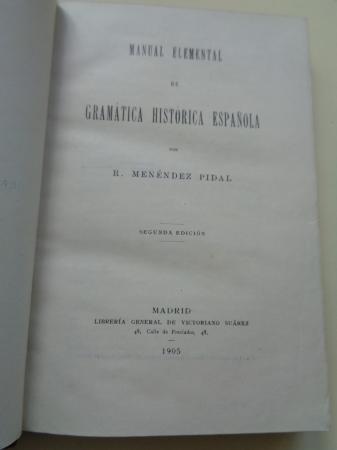 MANUAL ELEMENTAL
DE
GRAMÁTICA HISTÓRICA ESPAÑOLA
POR
R. MENÉNDEZ PIDAL
SEGUNDA EDICIÓN
MADRID
LIBRERÍA GENERAL DE VICTORIANO SUÁREZ
48, Calle de Preciados, 48.
1905